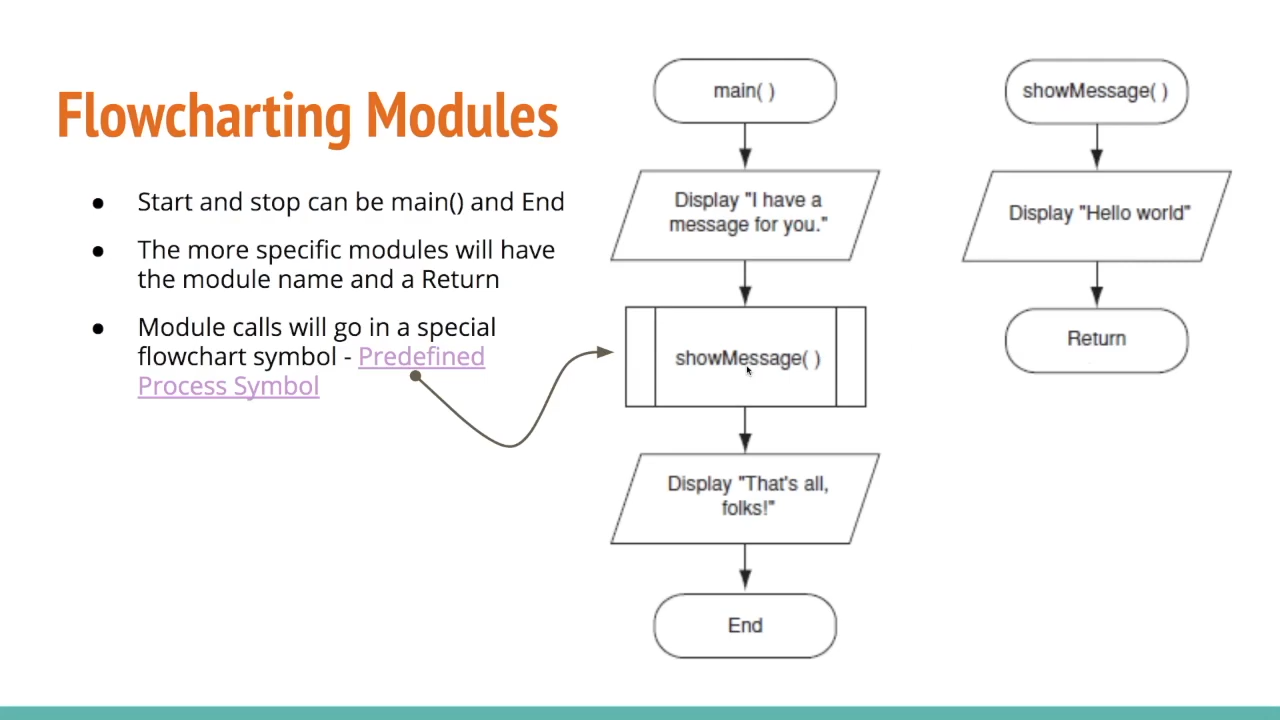 Flowcharting Modules
● Start and stop can be main() and End
● The more specific modules will have
the module name and a Return
● Module calls will go in a special
flowchart symbol - Predefined
Process Symbol
main( )
Display "I have a
message for you."
showMessage( )
Display "That's all,
folks!"
End
showMessage( )
Display "Hello world"
Return